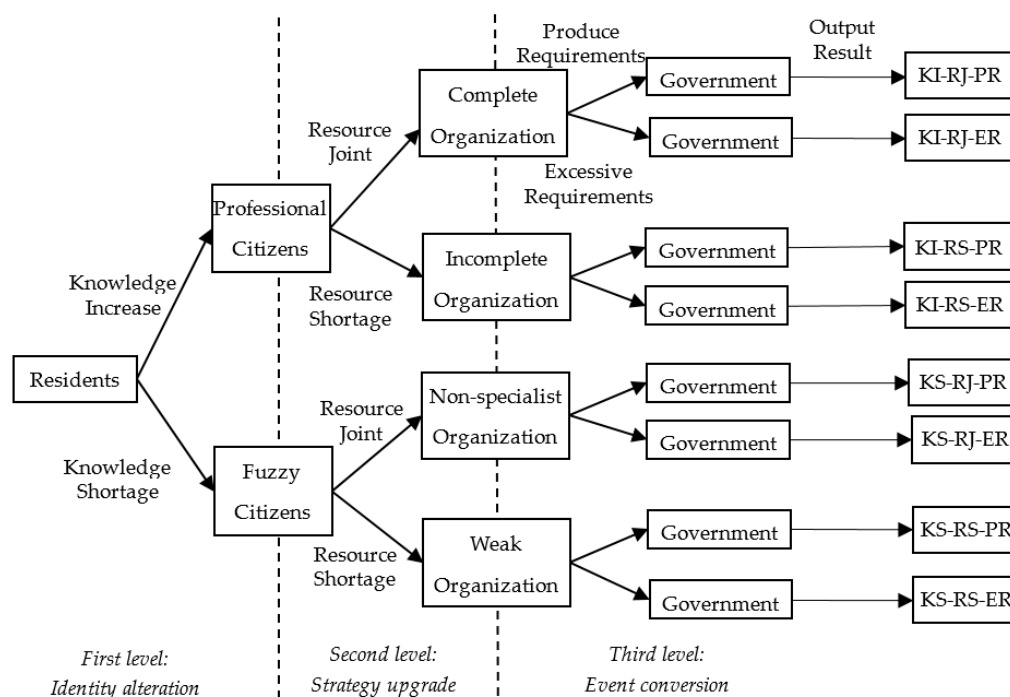 Produce
Requirements
Output
Result
Complete
Organization
Government
KI-RJ-PR
Government
KI-RJ-ER
Resource
Joint
Excessive
Requirements
Professional
Citizens
Incomplete
Organization
Government
KI-RS-PR
Government
KI-RS-ER
Knowledge
Increase
Resource
Shortage
Residents
Non-specialist
Organization
Government
KS-RJ-PR
Government
KS-RJ-ER
Resource
Joint
Knowledge
Shortage
Fuzzy
Citizens
Resource
Shortage
Weak
Organization
Government
KS-RS-PR
Government
KS-RS-ER
First level:
Identity alteration
Second level:
Strategy upgrade
Third level:
Event conversion